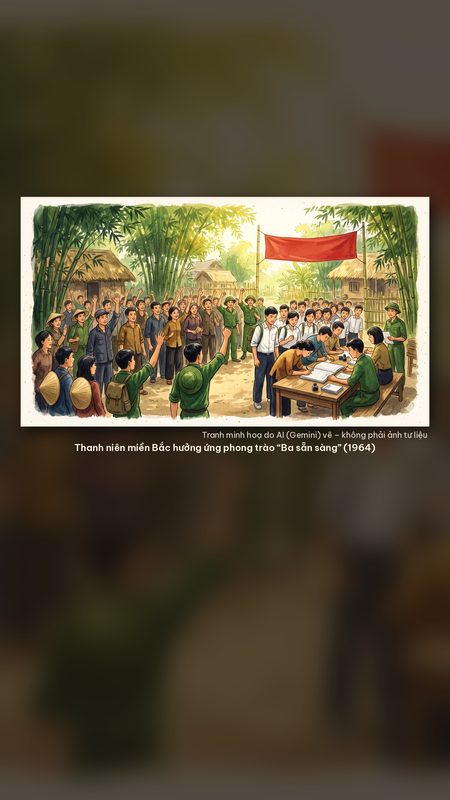 Tranh minh hoạ do AI (Gemini) vẽ – không phải ảnh tư liệu
Thanh niên miền Bắc hưởng ứng phong trào “Ba sẵn sàng” (1964)